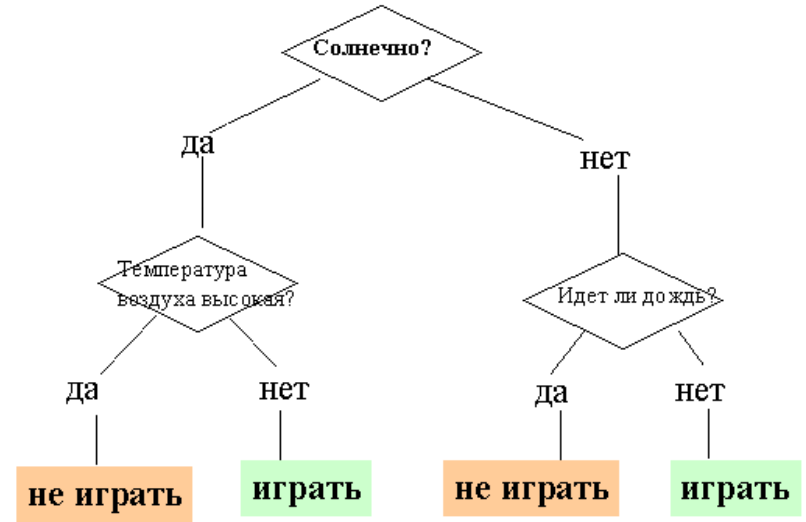 Солнечно?
да
нет
Температура
воздуха высокая?
Идет ли дождь?
да
нет
да
нет
не играть
играть
не играть
играть